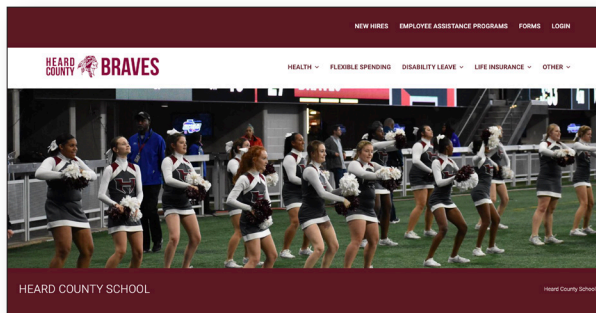 NEW HIRES EMPLOYEE ASSISTANCE PROGRAMS FORMS LOGIN
HEARD COUNTY BRAVES
HEALTH FLEXIBLE SPENDING DISABILITY LEAVE LIFE INSURANCE OTHER
HEARD COUNTY SCHOOL
Heard County School